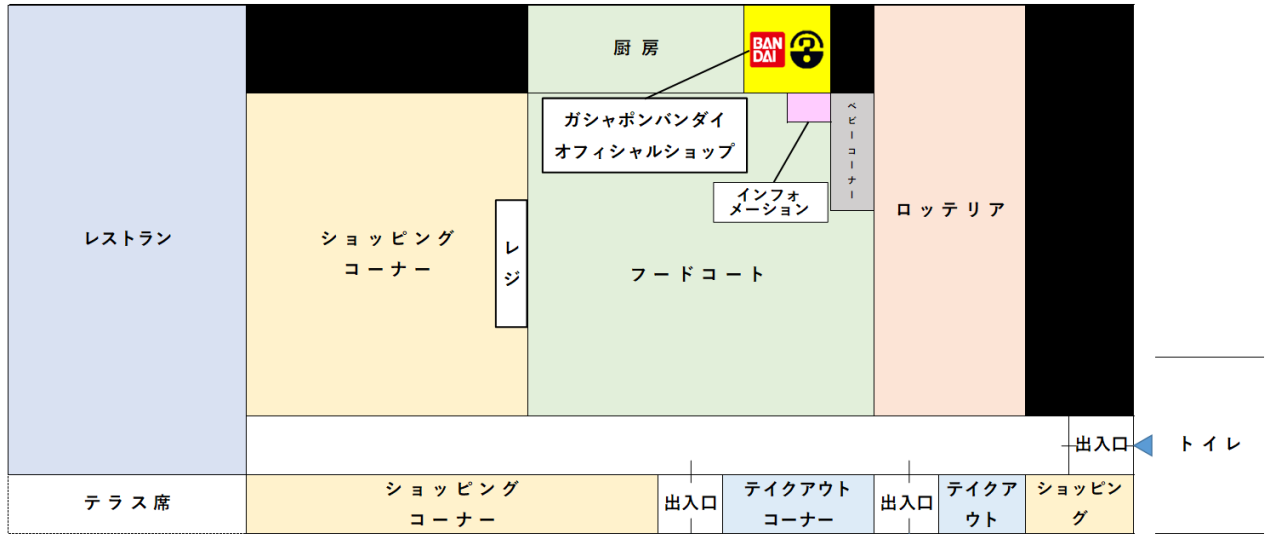 厨房
BAN
DAI
ガシャポンバンダイ
オフィシャルショップ
ベビーコーナー
インフォ
メーション
レストラン
ショッピング
コーナー
レジ
フードコート
ロッテリア
出入口
トイレ
テラス席
ショッピング
コーナー
出入口
テイクアウト
コーナー
出入口
テイクア
ウト
ショッピン
グ